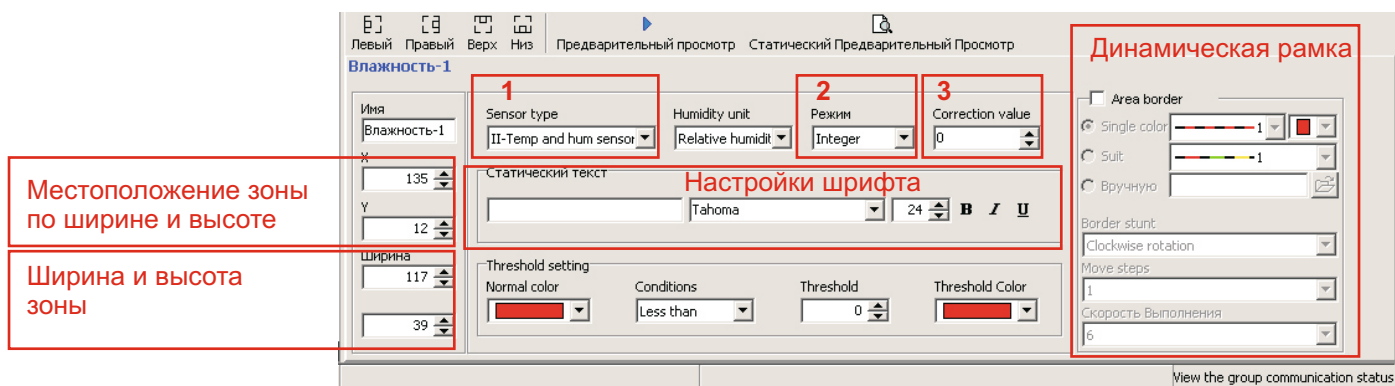 Левый Правый Верх Низ Предварительный просмотр Статический Предварительный Просмотр
Влажность-1
Динамическая рамка
1 2 3
Имя
Влажность-1
Sensor type Humidity unit Режим Correction value
II-Temp and hum sensor Relative humidit Integer 0
Area border
Single color 1
Suit 1
Вручную
X
135
Y
12
Местоположение зоны
по ширине и высоте
Статический текст
Настройки шрифта
Tahoma 24 B I U
Border stunt
Clockwise rotation
Move steps
1
Скорость Выполнения
6
Ширина
117
39
Ширина и высота
зоны
Threshold setting
Normal color Conditions Threshold Threshold Color
Less than 0
View the group communication status